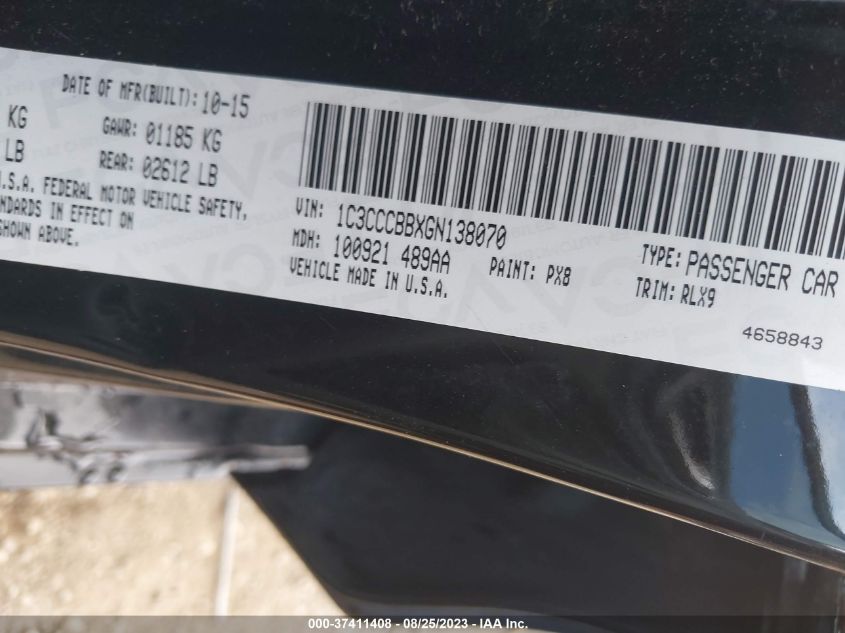 DATE OF MFR(BUILT): 10-15
KG GAWR: 01185 KG
LB REAR: 02612 LB
U.S.A. FEDERAL MOTOR VEHICLE SAFETY,
STANDARDS IN EFFECT ON
SHOWN ABOVE.
VIN: 1C3CCCBBXGN138070
MDH: 100921 489AA
PAINT: PX8
VEHICLE MADE IN U.S.A.
TYPE: PASSENGER CAR
TRIM: RLX9
4658843
000-37411408 - 08/25/2023 - IAA Inc.